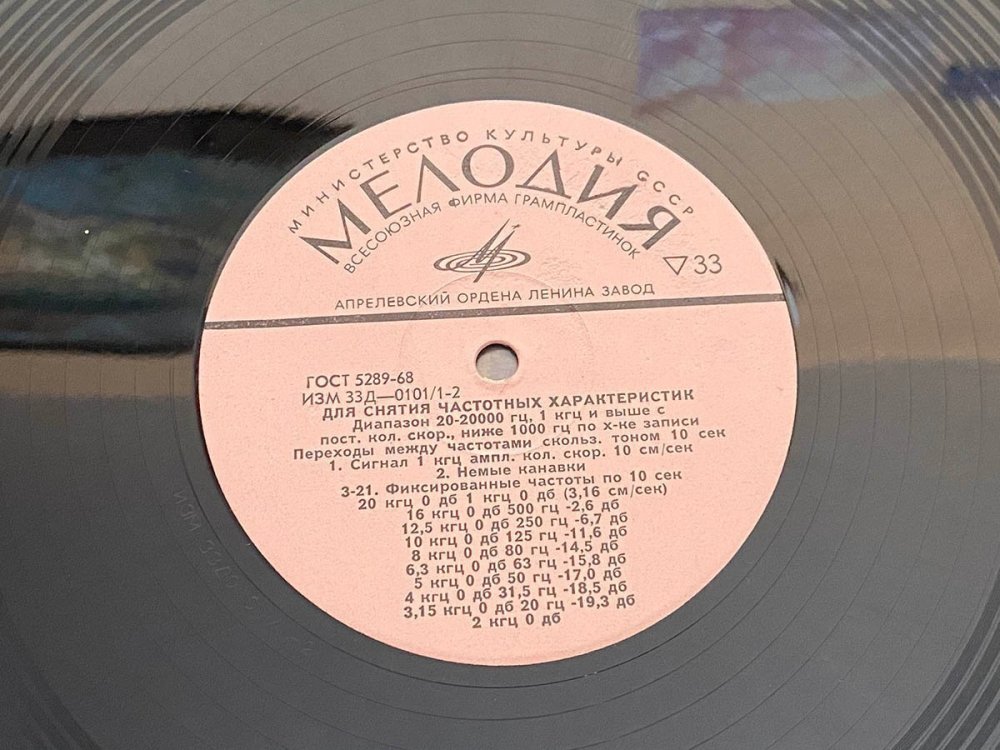 МИНИСТЕРСТВО КУЛЬТУРЫ СССР
МЕЛОДИЯ
ВСЕСОЮЗНАЯ ФИРМА ГРАМПЛАСТИНОК
33
АПРЕЛЕВСКИЙ ОРДЕНА ЛЕНИНА ЗАВОД
ГОСТ 5289-68
ИЗМ 33Д—0101/1-2
ДЛЯ СНЯТИЯ ЧАСТОТНЫХ ХАРАКТЕРИСТИК
Диапазон 20-20000 гц, 1 кгц и выше с
пост. кол. скор., ниже 1000 гц по х-ке записи
Переходы между частотами скольз. тоном 10 сек
1. Сигнал 1 кгц ампл. кол. скор. 10 см/сек
2. Немые канавки
3-21. Фиксированные частоты по 10 сек
20 кгц 0 дб 1 кгц 0 дб (3,16 см/сек)
16 кгц 0 дб 500 гц -2,6 дб
12,5 кгц 0 дб 250 гц -6,7 дб
10 кгц 0 дб 125 гц -11,6 дб
8 кгц 0 дб 80 гц -14,5 дб
6,3 кгц 0 дб 63 гц -15,8 дб
5 кгц 0 дб 50 гц -17,0 дб
4 кгц 0 дб 31,5 гц -18,5 дб
3,15 кгц 0 дб 20 гц -19,3 дб
2 кгц 0 дб